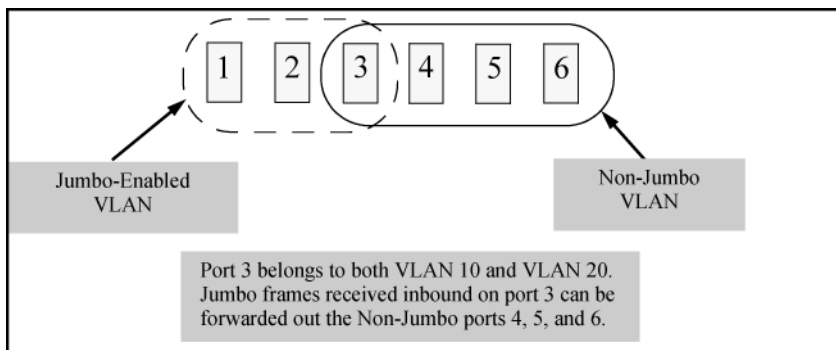 1 2 3 4 5 6
Jumbo-Enabled
VLAN
Non-Jumbo
VLAN
Port 3 belongs to both VLAN 10 and VLAN 20.
Jumbo frames received inbound on port 3 can be
forwarded out the Non-Jumbo ports 4, 5, and 6.